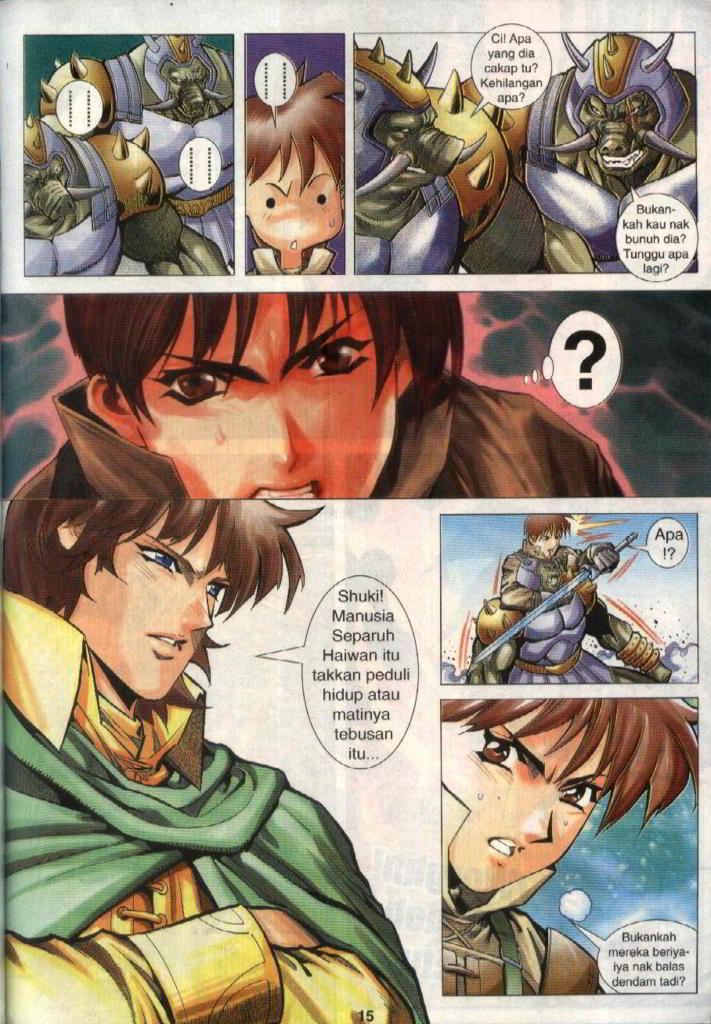 Ci! Apa
yang dia
cakap tu?
Kehilangan
apa?
Bukan-
kah kau nak
bunuh dia?
Tunggu apa
lagi?
?
Shuki!
Manusia
Separuh
Haiwan itu
takkan peduli
hidup atau
matinya
tebusan
itu...
Apa
!?
Bukankah
mereka beriya-
iya nak balas
dendam tadi?
15